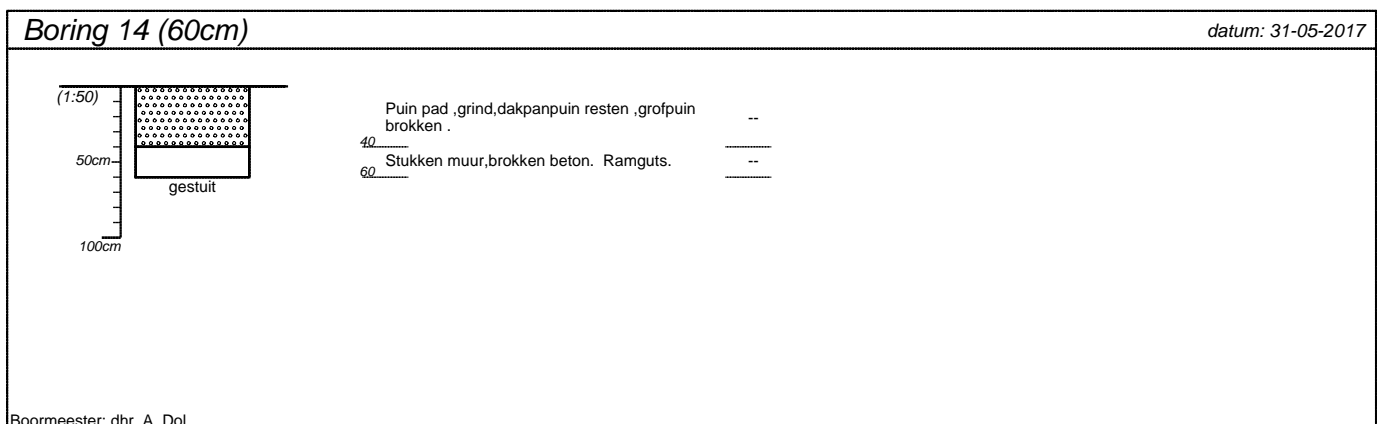 Boring 14 (60cm)
datum: 31-05-2017
(1:50)
Puin pad ,grind,dakpanpuin resten ,grofpuin
brokken .
--
40
50cm
Stukken muur,brokken beton.  Ramguts.
--
60
gestuit
100cm
Boormeester: dhr. A. Dol